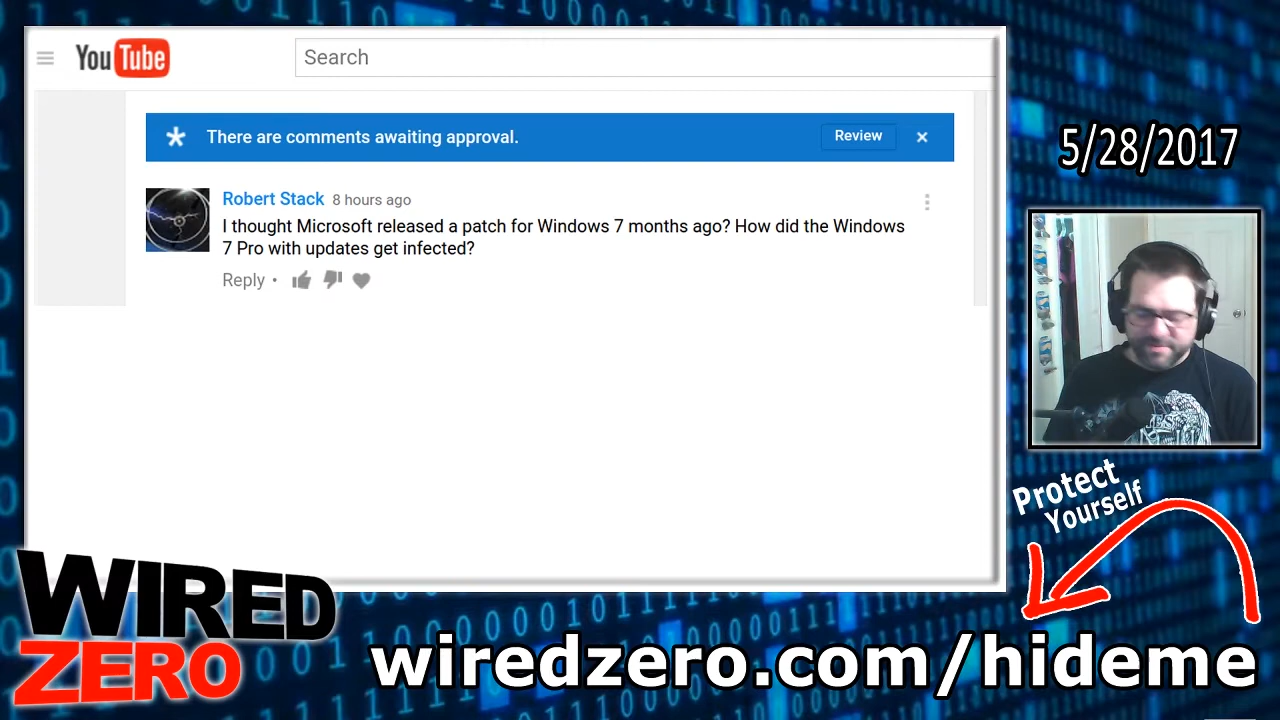 YouTube
Search
There are comments awaiting approval.
Review
×
5/28/2017
Robert Stack 8 hours ago
I thought Microsoft released a patch for Windows 7 months ago? How did the Windows
7 Pro with updates get infected?
Reply •
Protect
Yourself
WIRED
ZERO
wiredzero.com/hideme